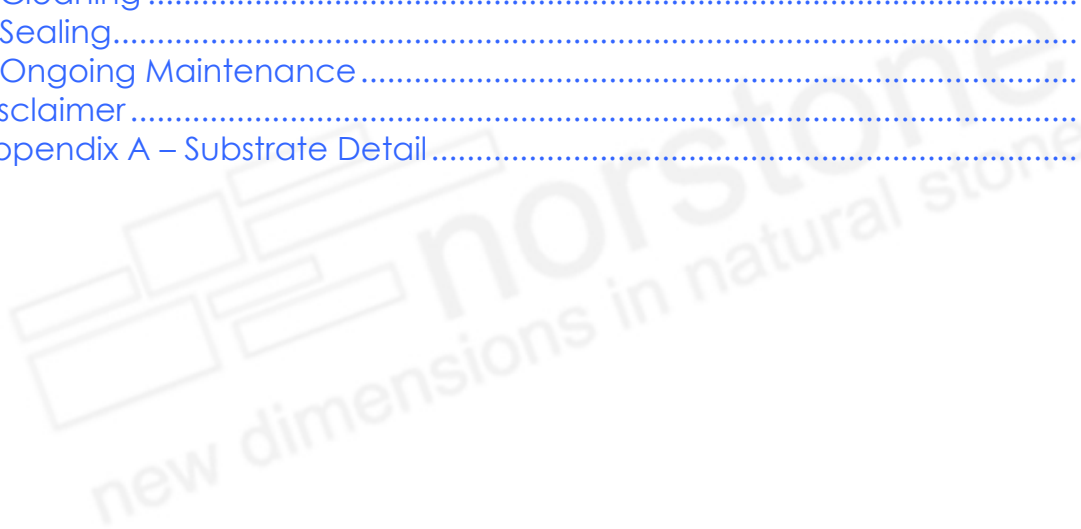 Cleaning ................................................................................................................
Sealing................................................................................................................
Ongoing Maintenance ......................................................................................
sclaimer ................................................................................................................
ppendix A – Substrate Detail ............................................................................
norstone
new dimensions in natural stone